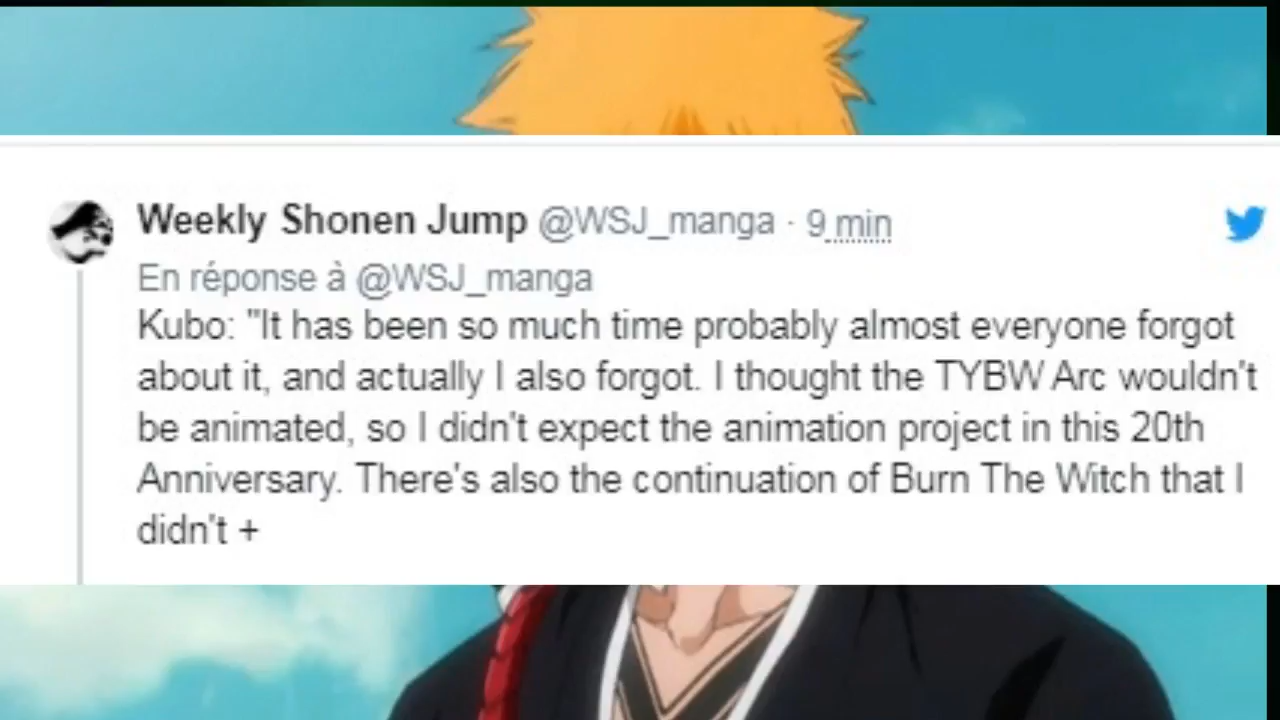 Weekly Shonen Jump @WSJ_manga · 9 min
En réponse à @WSJ_manga
Kubo: "It has been so much time probably almost everyone forgot
about it, and actually I also forgot. I thought the TYBW Arc wouldn't
be animated, so I didn't expect the animation project in this 20th
Anniversary. There's also the continuation of Burn The Witch that I
didn't +